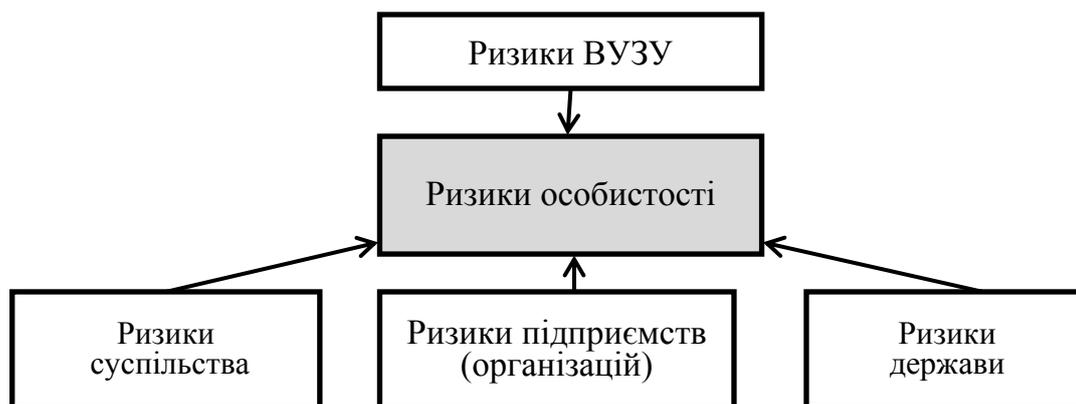 Ризики ВУЗУ
Ризики особистості
Ризики
суспільства
Ризики підприємств
(організацій)
Ризики
держави